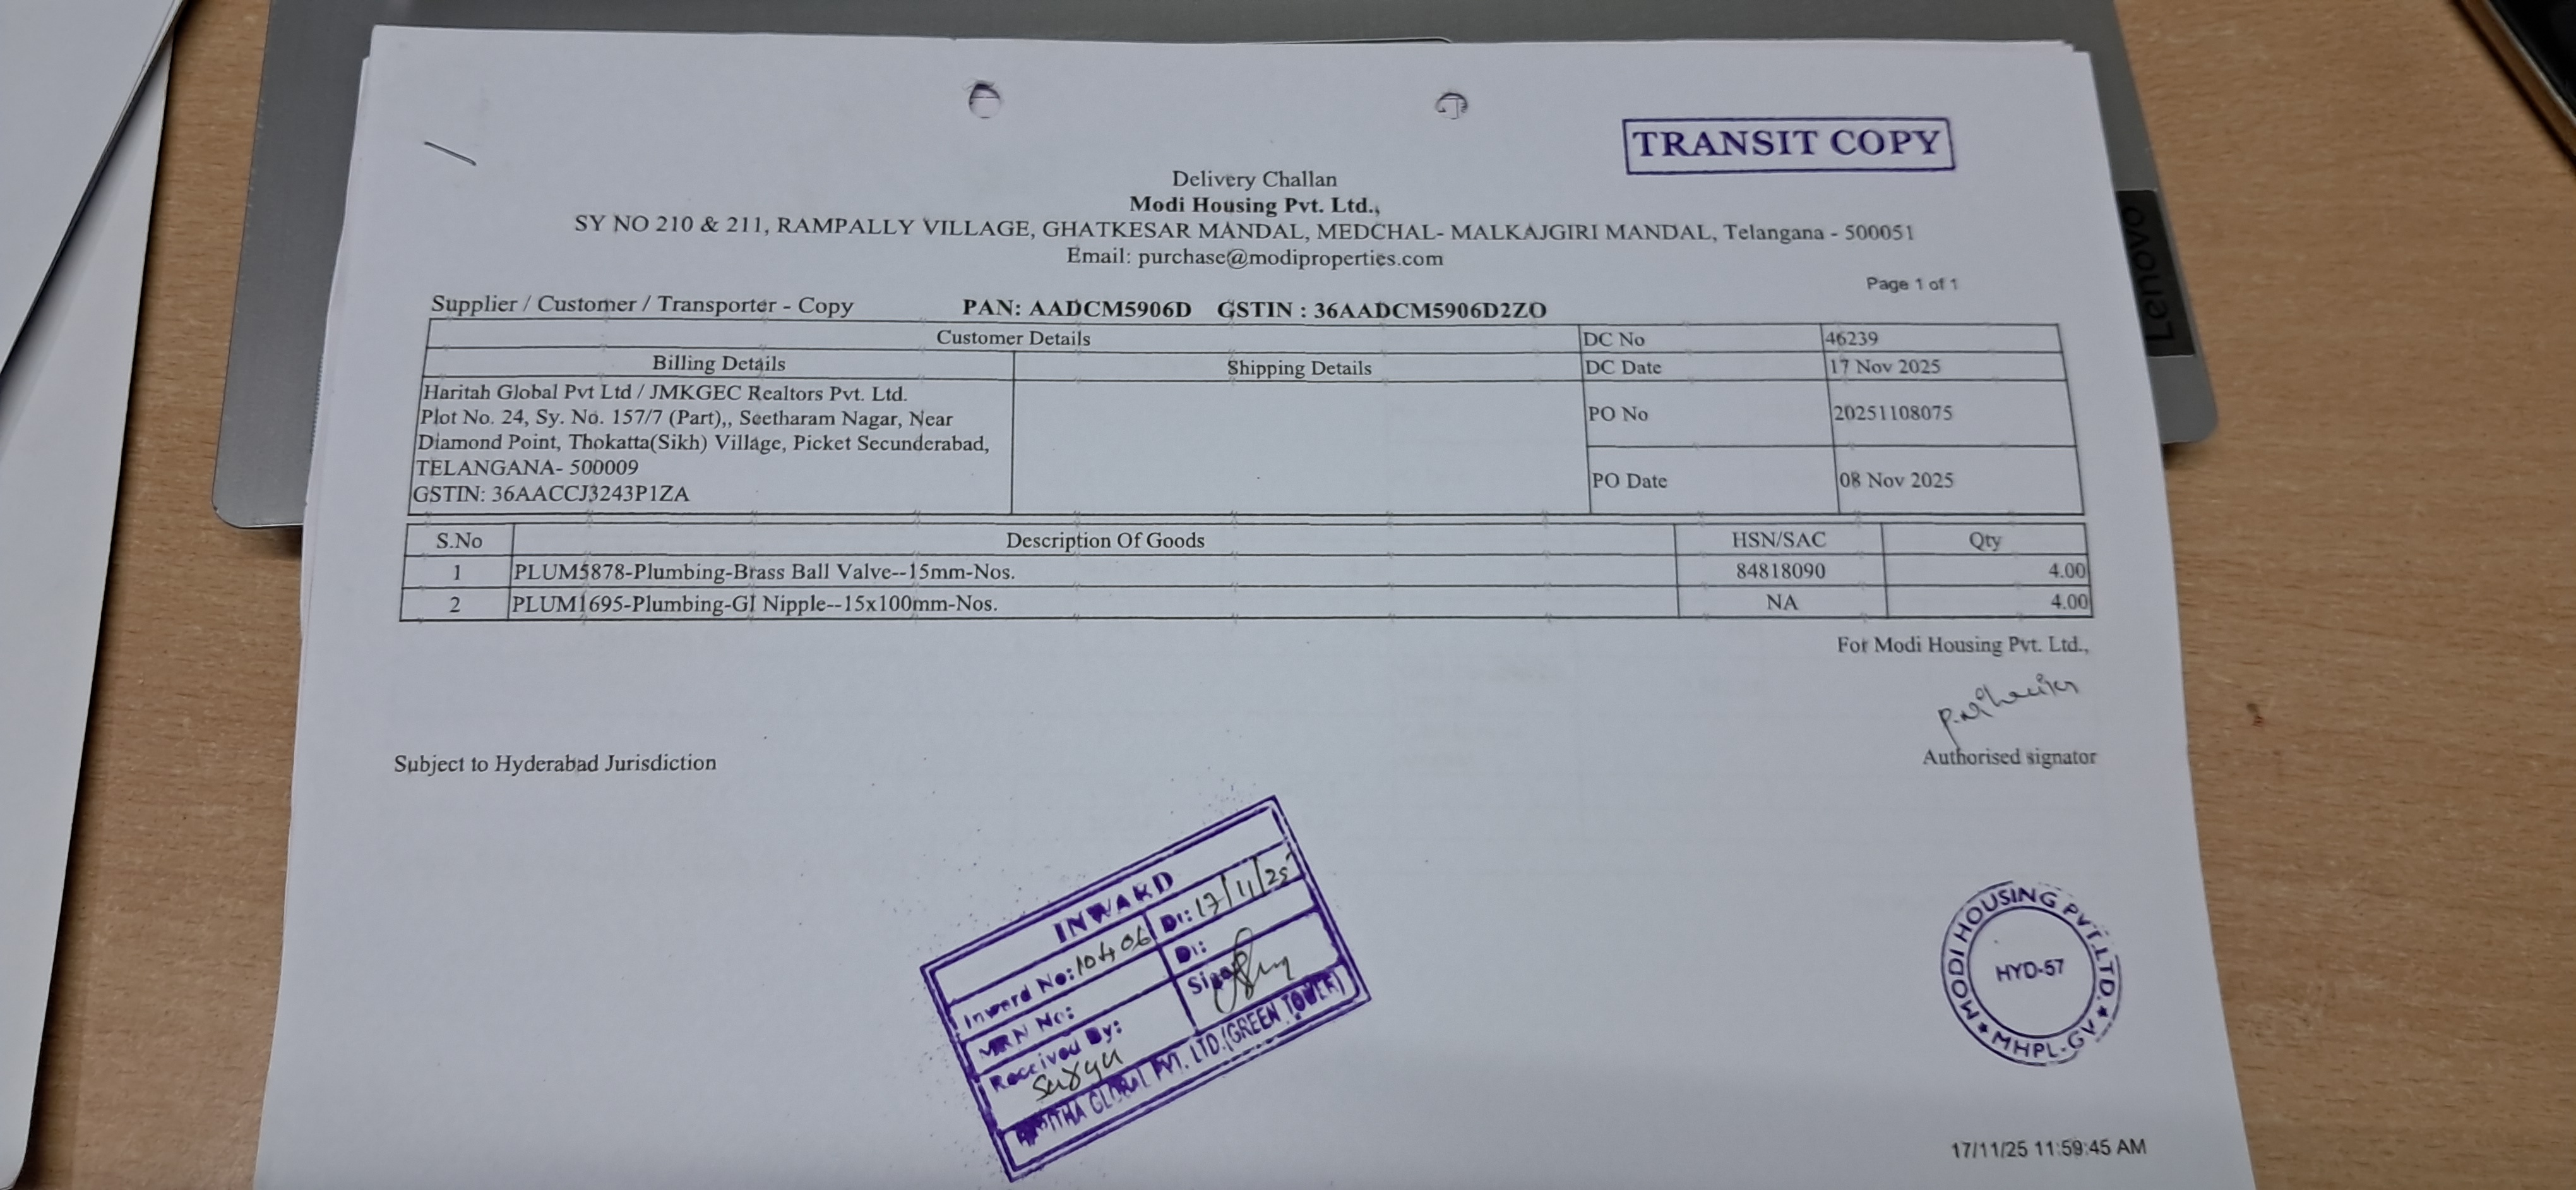 TRANSIT COPY
Delivery Challan
Modi Housing Pvt. Ltd.,
SY NO 210 & 211, RAMPALLY VILLAGE, GHATKESAR MANDAL, MEDCHAL- MALKAJGIRI MANDAL, Telangana - 500051
Email: purchase@modiproperties.com
Page 1 of 1
Supplier / Customer / Transporter - Copy PAN: AADCM5906D GSTIN : 36AADCM5906D2ZO
Customer Details DC No 46239
Billing Details Shipping Details DC Date 17 Nov 2025
Haritah Global Pvt Ltd / JMKGEC Realtors Pvt. Ltd.
Plot No. 24, Sy. No. 157/7 (Part),, Seetharam Nagar, Near PO No 20251108075
Diamond Point, Thokatta(Sikh) Village, Picket Secunderabad,
TELANGANA- 500009 PO Date 08 Nov 2025
GSTIN: 36AACCJ3243P1ZA
S.No Description Of Goods HSN/SAC Qty
1 PLUM5878-Plumbing-Brass Ball Valve--15mm-Nos. 84818090 4.00
2 PLUM1695-Plumbing-GI Nipple--15x100mm-Nos. NA 4.00
For Modi Housing Pvt. Ltd.,
Subject to Hyderabad Jurisdiction Authorised signator
INWARD
Inward No: 10406 Dt: 17/11/25
MRN No: Dt:
Received By: Sign
Surya
GLOBAL PVT. LTD.(GREEN TOWER)
MODI HOUSING PVT.LTD. ★ MHPL-GV ★
HYD-57
17/11/25 11:59:45 AM
Lenovo